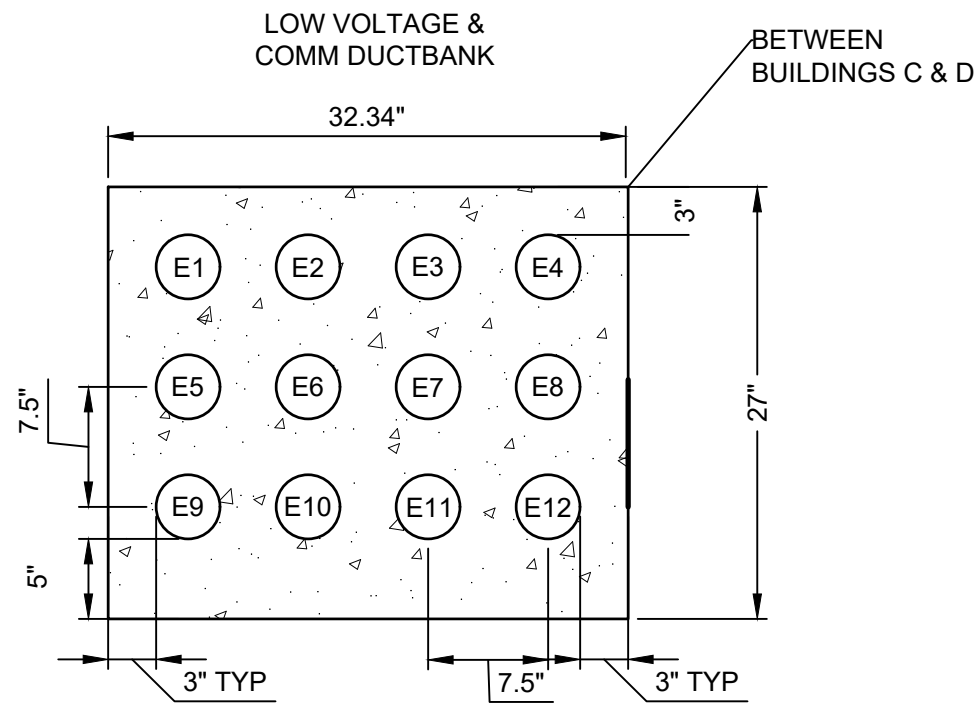 LOW VOLTAGE &
COMM DUCTBANK
BETWEEN
BUILDINGS C & D
32.34"
3"
E1 E2 E3 E4
E5 E6 E7 E8
7.5"
27"
E9 E10 E11 E12
5"
3" TYP
7.5"
3" TYP